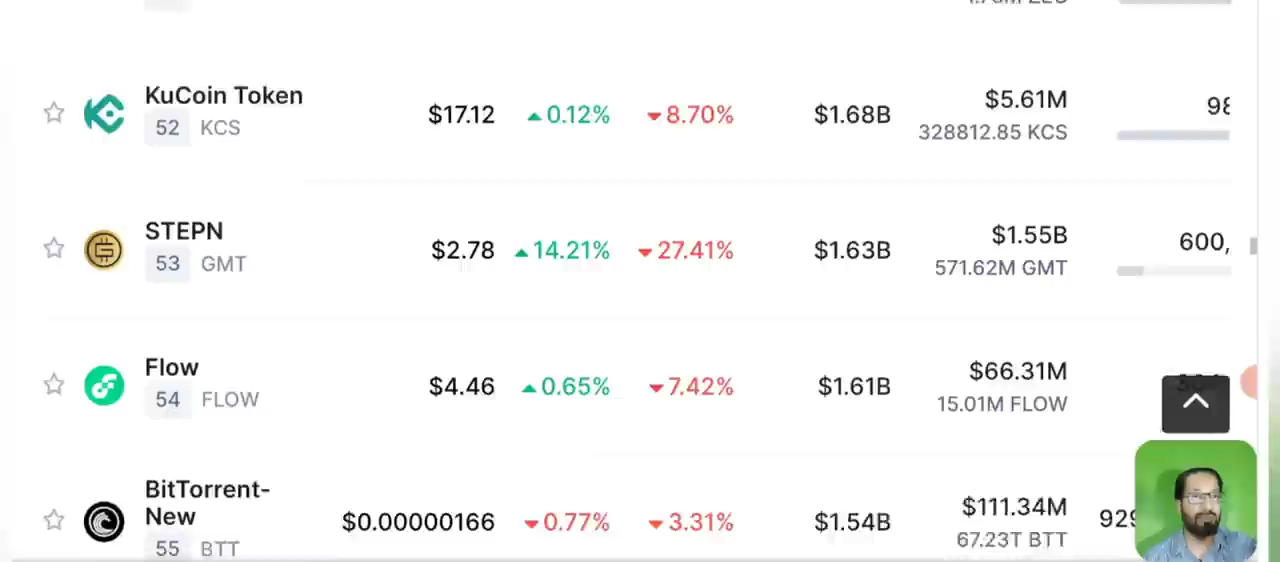 KuCoin Token
52 KCS
$17.12 0.12% 8.70% $1.68B $5.61M
328812.85 KCS
98
STEPN
53 GMT
$2.78 14.21% 27.41% $1.63B $1.55B
571.62M GMT
600,
Flow
54 FLOW
$4.46 0.65% 7.42% $1.61B $66.31M
15.01M FLOW
BitTorrent-
New
55 BTT
$0.00000166 0.77% 3.31% $1.54B $111.34M
67.23T BTT
929